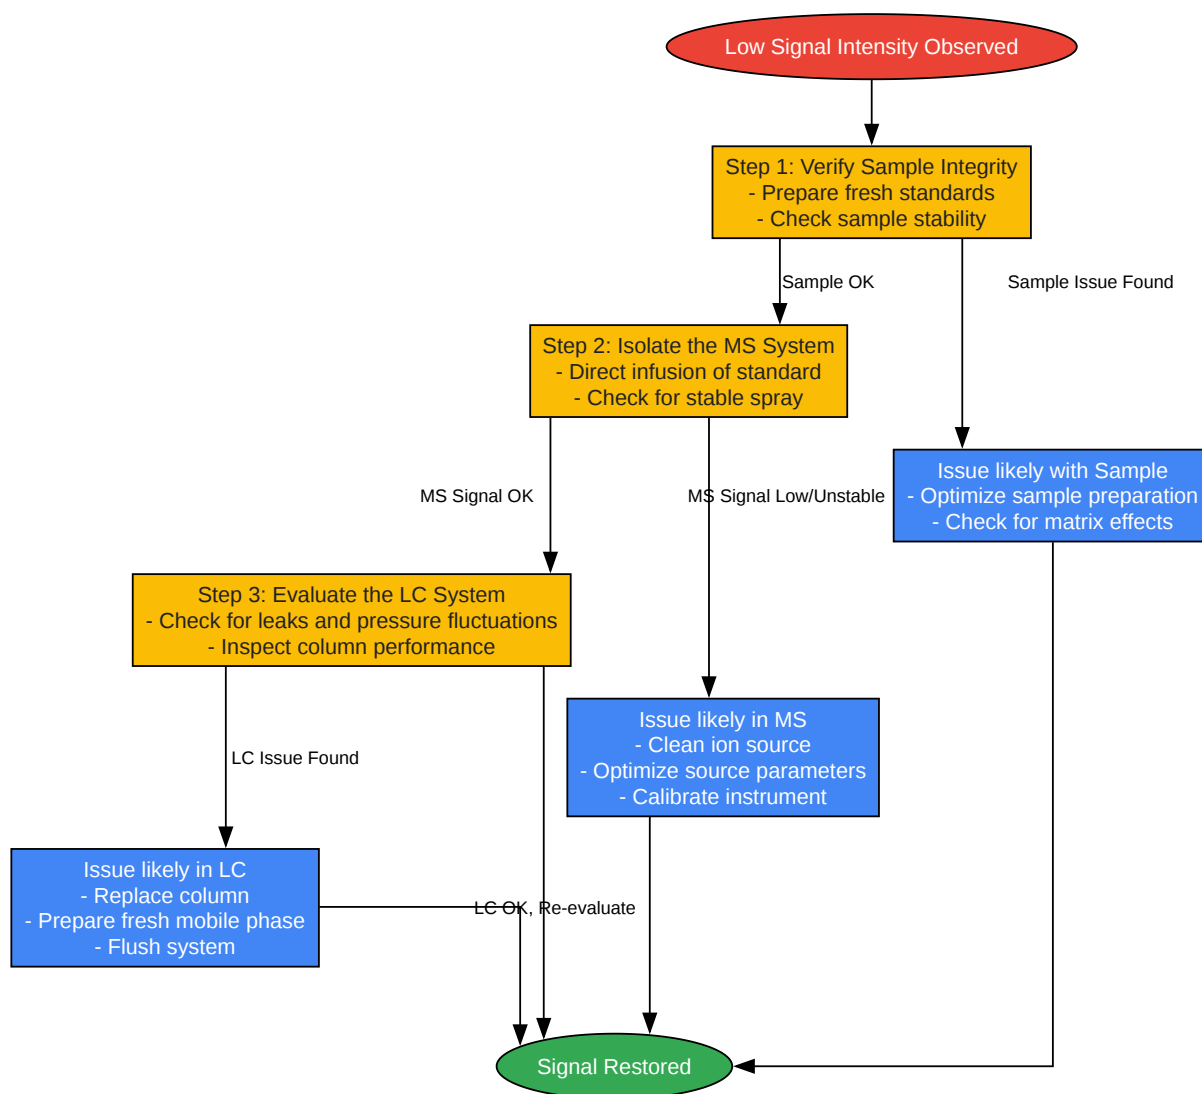 Low Signal Intensity Observed
Step 1: Verify Sample Integrity
- Prepare fresh standards
- Check sample stability
Sample OK
Sample Issue Found
Step 2: Isolate the MS System
- Direct infusion of standard
- Check for stable spray
MS Signal OK
MS Signal Low/Unstable
Issue likely with Sample
- Optimize sample preparation
- Check for matrix effects
Step 3: Evaluate the LC System
- Check for leaks and pressure fluctuations
- Inspect column performance
LC Issue Found
Issue likely in MS
- Clean ion source
- Optimize source parameters
- Calibrate instrument
Issue likely in LC
- Replace column
- Prepare fresh mobile phase
- Flush system
LC OK, Re-evaluate
Signal Restored